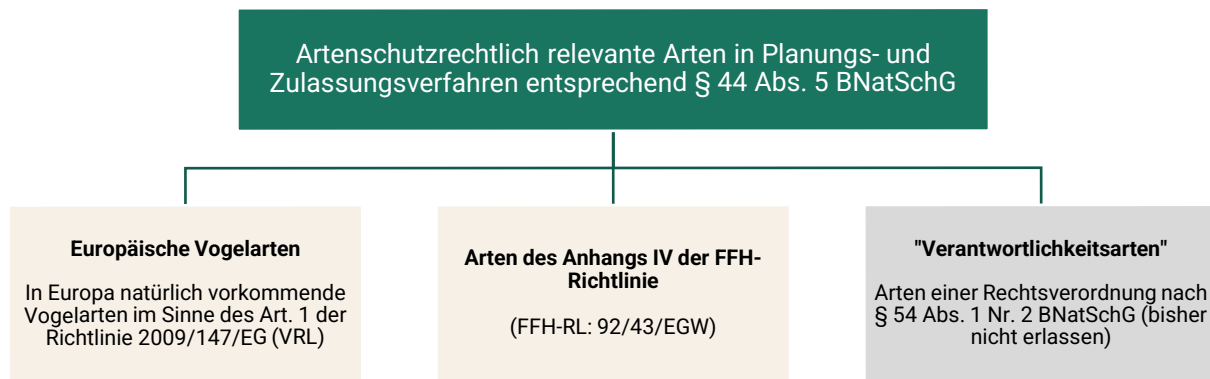 Artenschutzrechtlich relevante Arten in Planungs- und
Zulassungsverfahren entsprechend § 44 Abs. 5 BNatSchG
Europäische Vogelarten
In Europa natürlich vorkommende
Vogelarten im Sinne des Art. 1 der
Richtlinie 2009/147/EG (VRL)
Arten des Anhangs IV der FFH-
Richtlinie
(FFH-RL: 92/43/EGW)
"Verantwortlichkeitsarten"
Arten einer Rechtsverordnung nach
§ 54 Abs. 1 Nr. 2 BNatSchG (bisher
nicht erlassen)